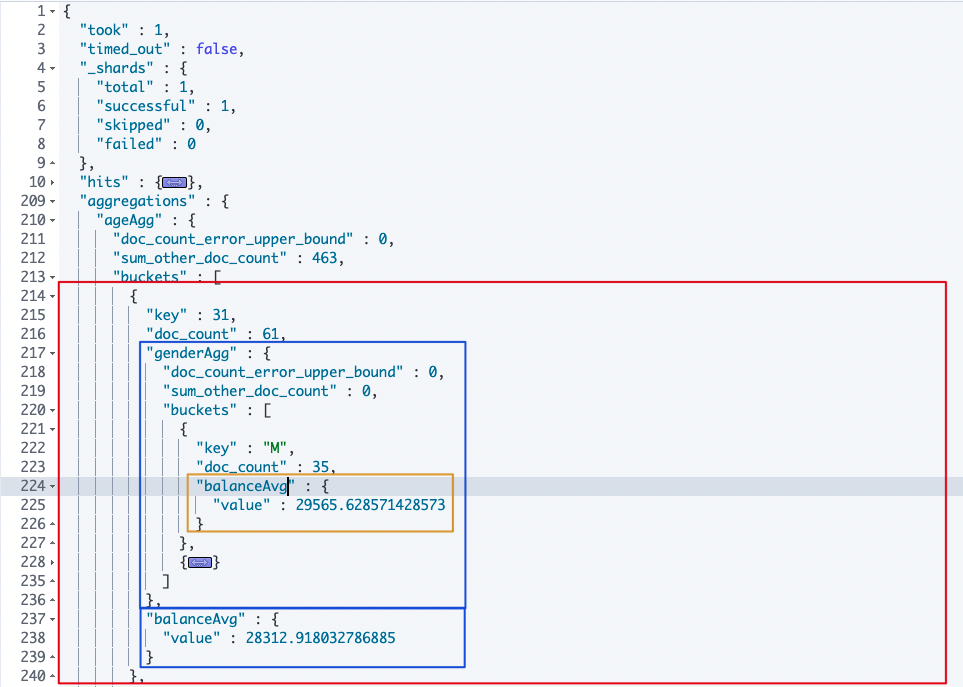 1 {
2 "took" : 1,
3 "timed_out" : false,
4 "_shards" : {
5 "total" : 1,
6 "successful" : 1,
7 "skipped" : 0,
8 "failed" : 0
9 },
10 "hits" : {},
209 "aggregations" : {
210 "ageAgg" : {
211 "doc_count_error_upper_bound" : 0,
212 "sum_other_doc_count" : 463,
213 "buckets" : [
214 {
215 "key" : 31,
216 "doc_count" : 61,
217 "genderAgg" : {
218 "doc_count_error_upper_bound" : 0,
219 "sum_other_doc_count" : 0,
220 "buckets" : [
221 {
222 "key" : "M",
223 "doc_count" : 35,
224 "balanceAvg" : {
225 "value" : 29565.628571428573
226 }
227 },
228 {}
235 ]
236 },
237 "balanceAvg" : {
238 "value" : 28312.918032786885
239 }
240 },